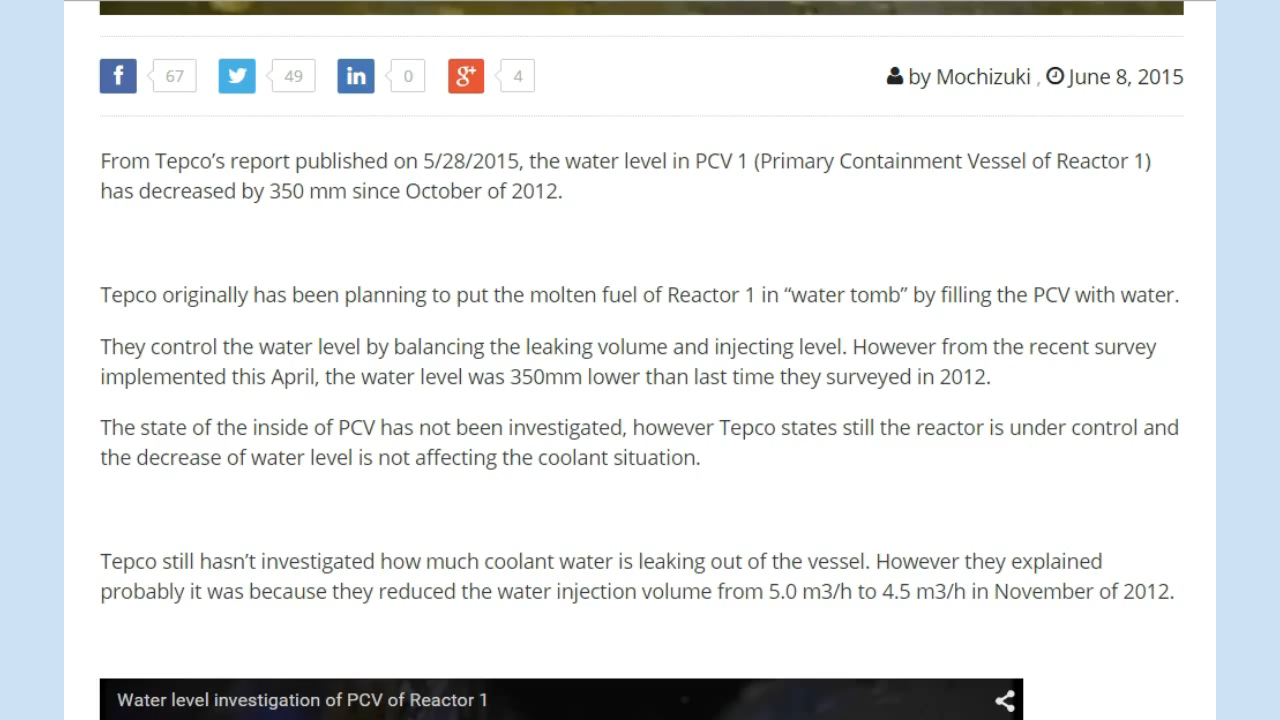 f 67 49 in 0 g+ 4 by Mochizuki , June 8, 2015
From Tepco’s report published on 5/28/2015, the water level in PCV 1 (Primary Containment Vessel of Reactor 1)
has decreased by 350 mm since October of 2012.
Tepco originally has been planning to put the molten fuel of Reactor 1 in “water tomb” by filling the PCV with water.
They control the water level by balancing the leaking volume and injecting level. However from the recent survey
implemented this April, the water level was 350mm lower than last time they surveyed in 2012.
The state of the inside of PCV has not been investigated, however Tepco states still the reactor is under control and
the decrease of water level is not affecting the coolant situation.
Tepco still hasn’t investigated how much coolant water is leaking out of the vessel. However they explained
probably it was because they reduced the water injection volume from 5.0 m3/h to 4.5 m3/h in November of 2012.
Water level investigation of PCV of Reactor 1